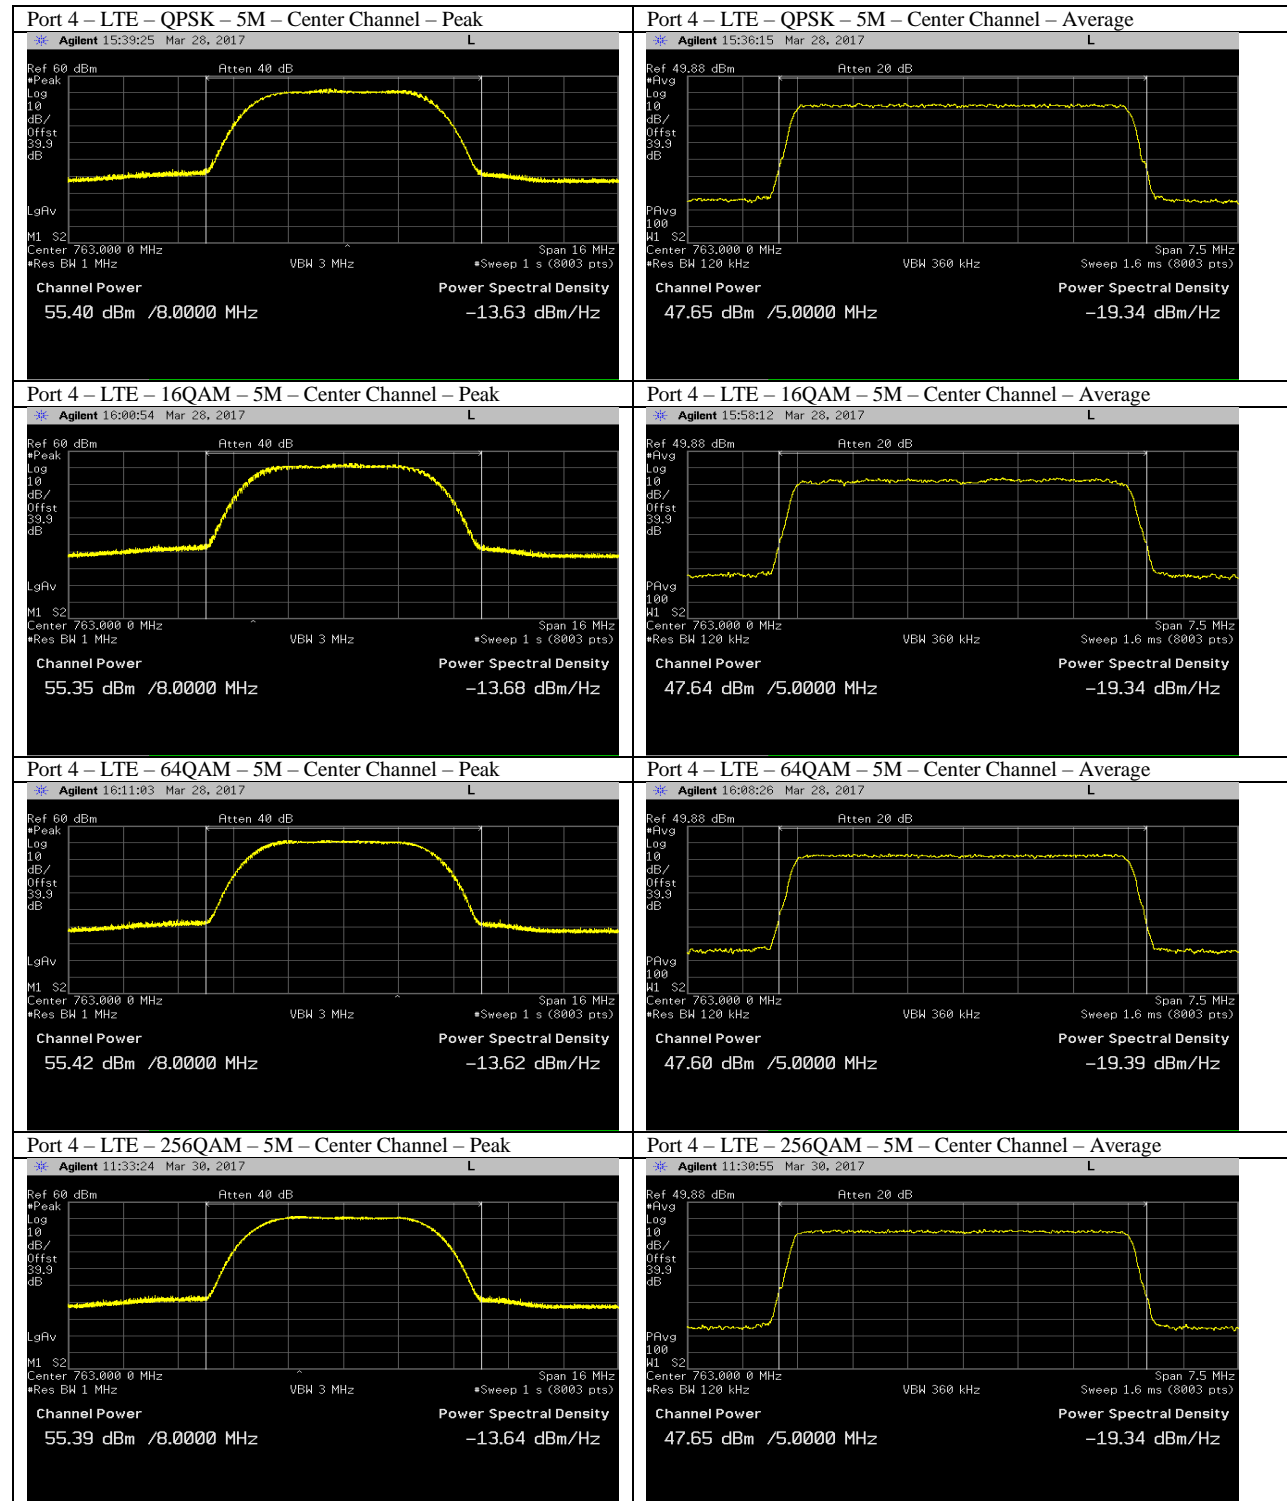 Port 4 – LTE – QPSK – 5M – Center Channel – Peak
Agilent 15:39:25 Mar 28, 2017 L
Ref 60 dBm Atten 40 dB
#Peak
Log
10
dB/
Offst
39.9
dB
LgAv
M1 S2
Center 763.000 0 MHz Span 16 MHz
#Res BW 1 MHz VBW 3 MHz #Sweep 1 s (8003 pts)
Channel Power Power Spectral Density
55.40 dBm /8.0000 MHz -13.63 dBm/Hz
Port 4 – LTE – QPSK – 5M – Center Channel – Average
Agilent 15:36:15 Mar 28, 2017 L
Ref 49.88 dBm Atten 20 dB
#Avg
Log
10
dB/
Offst
39.9
dB
PAvg
100
W1 S2
Center 763.000 0 MHz Span 7.5 MHz
#Res BW 120 kHz VBW 360 kHz Sweep 1.6 ms (8003 pts)
Channel Power Power Spectral Density
47.65 dBm /5.0000 MHz -19.34 dBm/Hz
Port 4 – LTE – 16QAM – 5M – Center Channel – Peak
Agilent 16:00:54 Mar 28, 2017 L
Ref 60 dBm Atten 40 dB
#Peak
Log
10
dB/
Offst
39.9
dB
LgAv
M1 S2
Center 763.000 0 MHz Span 16 MHz
#Res BW 1 MHz VBW 3 MHz #Sweep 1 s (8003 pts)
Channel Power Power Spectral Density
55.35 dBm /8.0000 MHz -13.68 dBm/Hz
Port 4 – LTE – 16QAM – 5M – Center Channel – Average
Agilent 15:58:12 Mar 28, 2017 L
Ref 49.88 dBm Atten 20 dB
#Avg
Log
10
dB/
Offst
39.9
dB
PAvg
100
W1 S2
Center 763.000 0 MHz Span 7.5 MHz
#Res BW 120 kHz VBW 360 kHz Sweep 1.6 ms (8003 pts)
Channel Power Power Spectral Density
47.64 dBm /5.0000 MHz -19.34 dBm/Hz
Port 4 – LTE – 64QAM – 5M – Center Channel – Peak
Agilent 16:11:03 Mar 28, 2017 L
Ref 60 dBm Atten 40 dB
#Peak
Log
10
dB/
Offst
39.9
dB
LgAv
M1 S2
Center 763.000 0 MHz Span 16 MHz
#Res BW 1 MHz VBW 3 MHz #Sweep 1 s (8003 pts)
Channel Power Power Spectral Density
55.42 dBm /8.0000 MHz -13.62 dBm/Hz
Port 4 – LTE – 64QAM – 5M – Center Channel – Average
Agilent 16:08:26 Mar 28, 2017 L
Ref 49.88 dBm Atten 20 dB
#Avg
Log
10
dB/
Offst
39.9
dB
PAvg
100
W1 S2
Center 763.000 0 MHz Span 7.5 MHz
#Res BW 120 kHz VBW 360 kHz Sweep 1.6 ms (8003 pts)
Channel Power Power Spectral Density
47.60 dBm /5.0000 MHz -19.39 dBm/Hz
Port 4 – LTE – 256QAM – 5M – Center Channel – Peak
Agilent 11:33:24 Mar 30, 2017 L
Ref 60 dBm Atten 40 dB
#Peak
Log
10
dB/
Offst
39.9
dB
LgAv
M1 S2
Center 763.000 0 MHz Span 16 MHz
#Res BW 1 MHz VBW 3 MHz #Sweep 1 s (8003 pts)
Channel Power Power Spectral Density
55.39 dBm /8.0000 MHz -13.64 dBm/Hz
Port 4 – LTE – 256QAM – 5M – Center Channel – Average
Agilent 11:30:55 Mar 30, 2017 L
Ref 49.88 dBm Atten 20 dB
#Avg
Log
10
dB/
Offst
39.9
dB
PAvg
100
W1 S2
Center 763.000 0 MHz Span 7.5 MHz
#Res BW 120 kHz VBW 360 kHz Sweep 1.6 ms (8003 pts)
Channel Power Power Spectral Density
47.65 dBm /5.0000 MHz -19.34 dBm/Hz